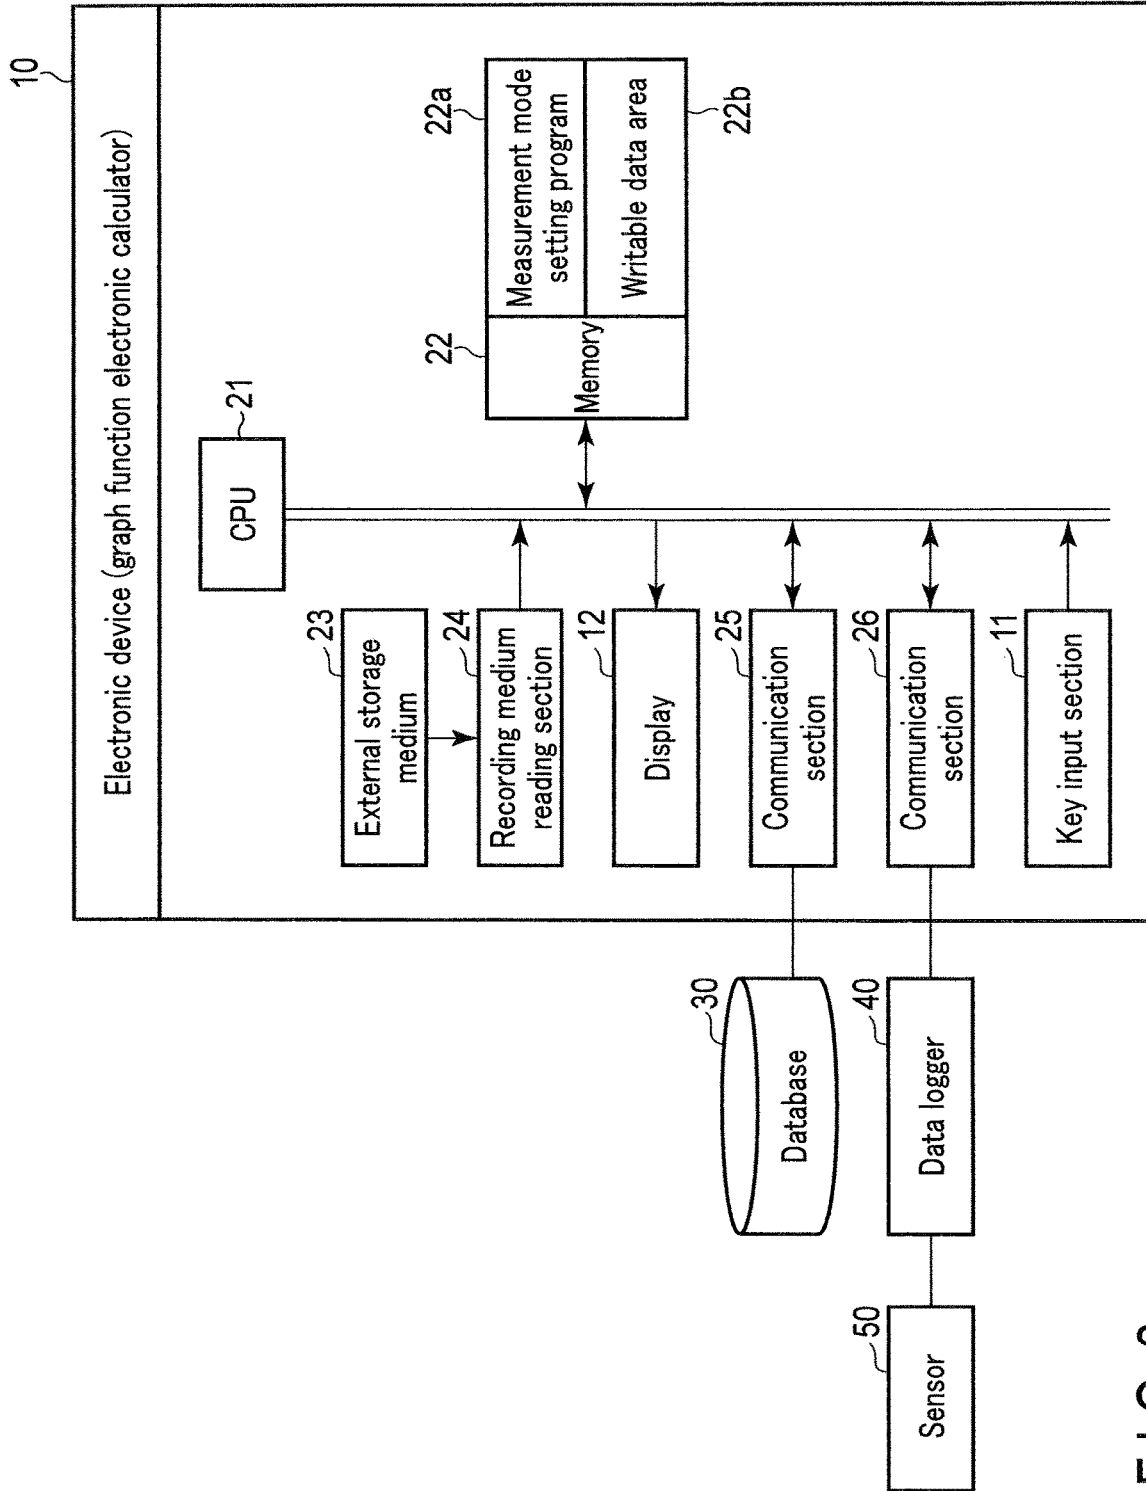 10
Electronic device (graph function electronic calculator)
21
CPU
22
Memory
22a
Measurement mode
setting program
Writable data area
22b
23
External storage
medium
24
Recording medium
reading section
12
Display
25
Communication
section
26
Communication
section
11
Key input section
30
Database
40
Data logger
50
Sensor